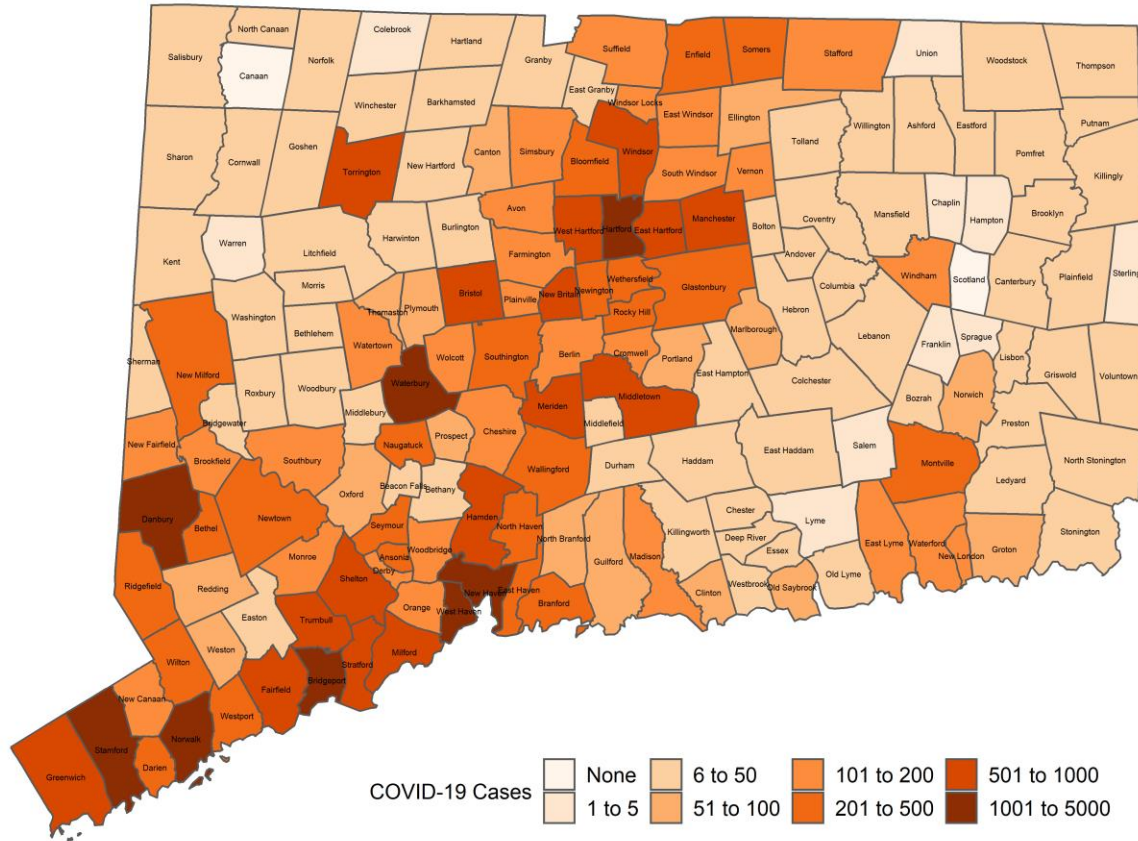 North Canaan
Colebrook
Hartland
Suffield
Enfield
Somers
Stafford
Union
Salisbury
Canaan
Norfolk
Granby
East Granby
Woodstock
Thompson
Winchester
Barkhamsted
Windsor Locks
East Windsor
Ellington
Willington
Ashford
Eastford
Putnam
Sharon
Cornwall
Goshen
Torrington
New Hartford
Canton
Simsbury
Bloomfield
Windsor
South Windsor
Vernon
Tolland
Pomfret
Killingly
Kent
Warren
Litchfield
Harwinton
Burlington
Avon
West Hartford
Hartford
East Hartford
Manchester
Bolton
Coventry
Mansfield
Chaplin
Hampton
Brooklyn
Farmington
Andover
Columbia
Windham
Scotland
Canterbury
Plainfield
Sterling
Morris
Washington
Bethlehem
Watertown
Thomaston
Plymouth
Bristol
Plainville
New Britain
Newington
Wethersfield
Rocky Hill
Glastonbury
Marlborough
Hebron
Lebanon
Franklin
Sprague
Lisbon
Griswold
Voluntown
Sherman
New Milford
Roxbury
Woodbury
Wolcott
Southington
Berlin
Cromwell
Portland
East Hampton
Colchester
Bozrah
Norwich
Preston
Bridgewater
Waterbury
Middlebury
Meriden
Middletown
Middlefield
New Fairfield
Brookfield
Southbury
Naugatuck
Prospect
Cheshire
Wallingford
Durham
Haddam
East Haddam
Salem
Montville
Ledyard
North Stonington
Danbury
Bethel
Newtown
Oxford
Beacon Falls
Bethany
Hamden
North Haven
North Branford
Guilford
Madison
Killingworth
Chester
Deep River
Essex
Lyme
East Lyme
Waterford
New London
Groton
Stonington
Ridgefield
Redding
Monroe
Seymour
Ansonia
Derby
Woodbridge
Clinton
Westbrook
Old Saybrook
Old Lyme
Shelton
Orange
West Haven
New Haven
East Haven
Branford
Easton
Trumbull
Weston
Wilton
Stratford
Milford
Bridgeport
Fairfield
Westport
New Canaan
Norwalk
Darien
Stamford
Greenwich
COVID-19 Cases
None
1 to 5
6 to 50
51 to 100
101 to 200
201 to 500
501 to 1000
1001 to 5000